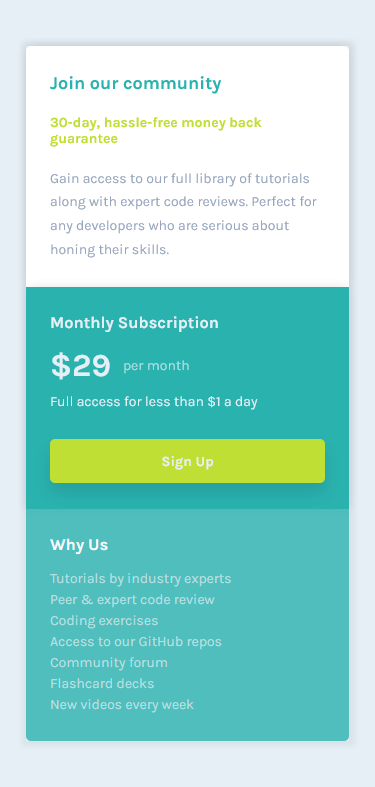 Join our community
30-day, hassle-free money back
guarantee
Gain access to our full library of tutorials
along with expert code reviews. Perfect for
any developers who are serious about
honing their skills.
Monthly Subscription
$29 per month
Full access for less than $1 a day
Sign Up
Why Us
Tutorials by industry experts
Peer & expert code review
Coding exercises
Access to our GitHub repos
Community forum
Flashcard decks
New videos every week